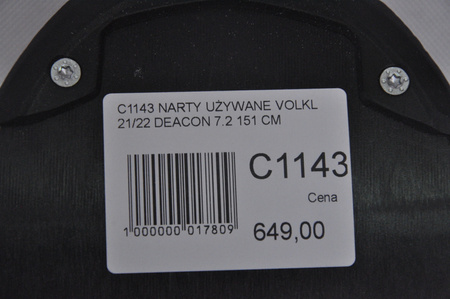 C1143 NARTY UŻYWANE VOLKL
21/22 DEACON 7.2 151 CM
C1143
Cena
1 000000 017809
649,00